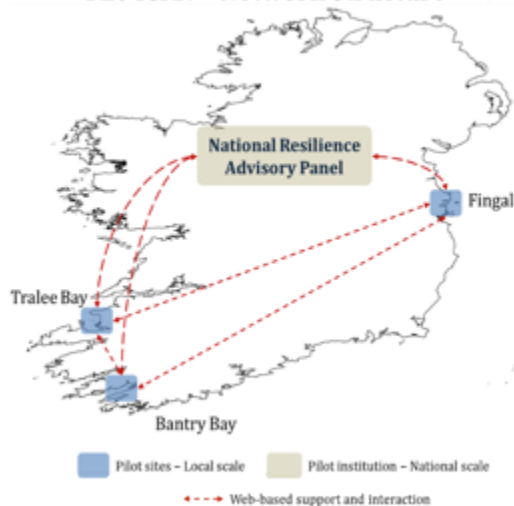 National Resilience
Advisory Panel
Fingal
Tralee Bay
Bantry Bay
Pilot sites – Local scale
Pilot institution – National scale
Web-based support and interaction